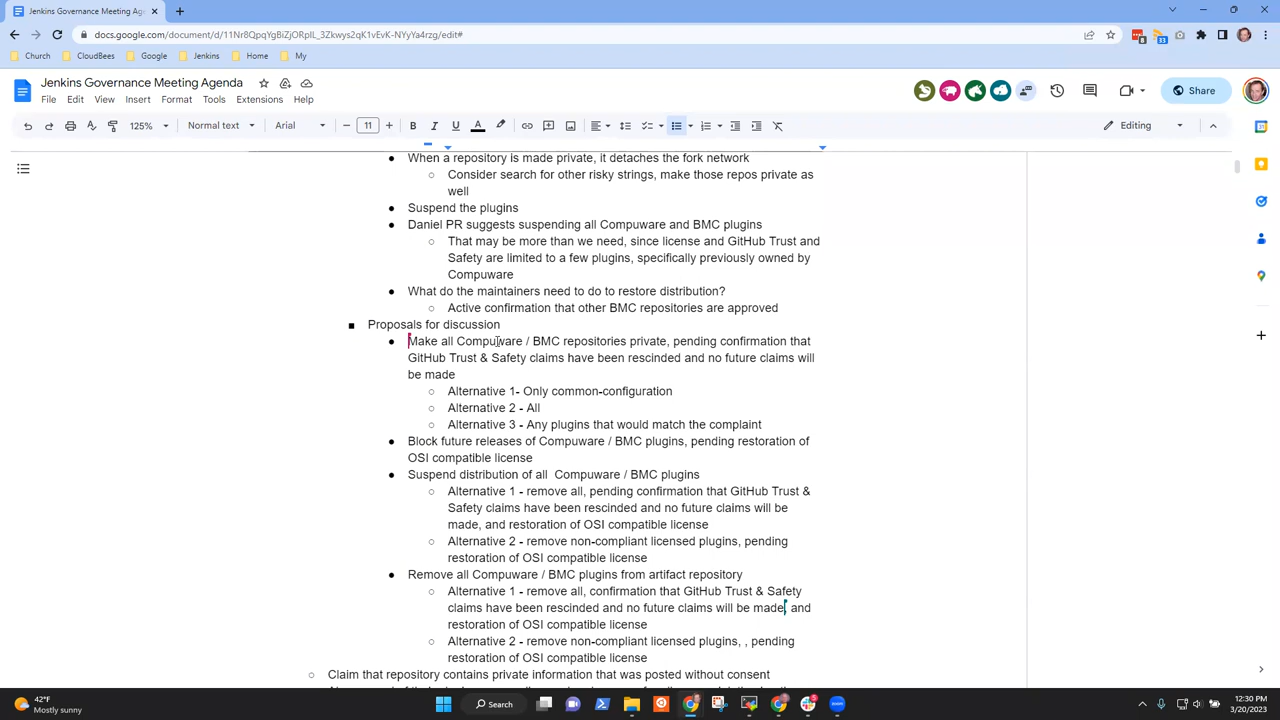 Jenkins Governance Meeting Agen
docs.google.com/document/d/11Nr8QpqYgBiZjORpIL_3Zkwys2qK1vEvK-NYyYa4rzg/edit#
Church
CloudBees
Google
Jenkins
Home
My
Jenkins Governance Meeting Agenda
File Edit View Insert Format Tools Extensions Help
Share
125%
Normal text
Arial
11
Editing
When a repository is made private, it detaches the fork network
Consider search for other risky strings, make those repos private as
well
Suspend the plugins
Daniel PR suggests suspending all Compuware and BMC plugins
That may be more than we need, since license and GitHub Trust and
Safety are limited to a few plugins, specifically previously owned by
Compuware
What do the maintainers need to do to restore distribution?
Active confirmation that other BMC repositories are approved
Proposals for discussion
Make all Compuware / BMC repositories private, pending confirmation that
GitHub Trust & Safety claims have been rescinded and no future claims will
be made
Alternative 1- Only common-configuration
Alternative 2 - All
Alternative 3 - Any plugins that would match the complaint
Block future releases of Compuware / BMC plugins, pending restoration of
OSI compatible license
Suspend distribution of all  Compuware / BMC plugins
Alternative 1 - remove all, pending confirmation that GitHub Trust &
Safety claims have been rescinded and no future claims will be
made, and restoration of OSI compatible license
Alternative 2 - remove non-compliant licensed plugins, pending
restoration of OSI compatible license
Remove all Compuware / BMC plugins from artifact repository
Alternative 1 - remove all, confirmation that GitHub Trust & Safety
claims have been rescinded and no future claims will be made, and
restoration of OSI compatible license
Alternative 2 - remove non-compliant licensed plugins, , pending
restoration of OSI compatible license
Claim that repository contains private information that was posted without consent
42°F
Mostly sunny
Search
12:30 PM
3/20/2023